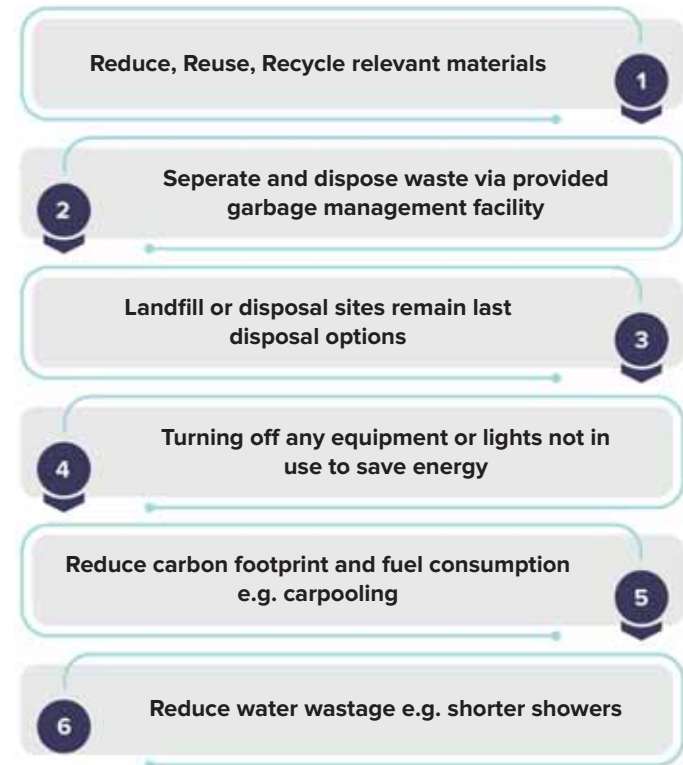 Reduce, Reuse, Recycle relevant materials
1
Seperate and dispose waste via provided
garbage management facility
2
Landfill or disposal sites remain last
disposal options
3
Turning off any equipment or lights not in
use to save energy
4
Reduce carbon footprint and fuel consumption
e.g. carpooling
5
Reduce water wastage e.g. shorter showers
6